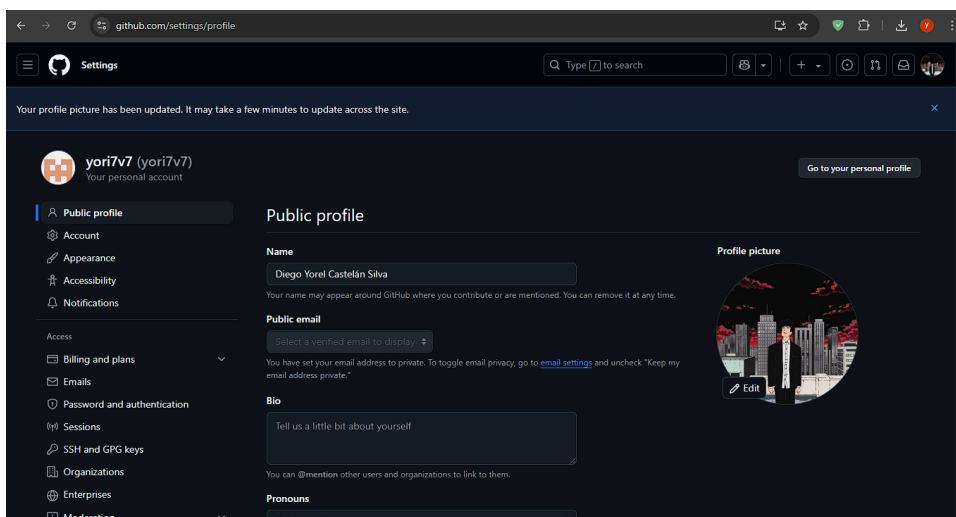 github.com/settings/profile
y
Settings
Type / to search
Your profile picture has been updated. It may take a few minutes to update across the site.
yori7v7 (yori7v7)
Your personal account
Go to your personal profile
Public profile
Account
Appearance
Accessibility
Notifications
Access
Billing and plans
Emails
Password and authentication
Sessions
SSH and GPG keys
Organizations
Enterprises
Moderation
Public profile
Name
Diego Yorel Castelán Silva
Your name may appear around GitHub where you contribute or are mentioned. You can remove it at any time.
Public email
Select a verified email to display
You have set your email address to private. To toggle email privacy, go to email settings and uncheck "Keep my
email address private."
Bio
Tell us a little bit about yourself
You can @mention other users and organizations to link to them.
Pronouns
Profile picture
Edit